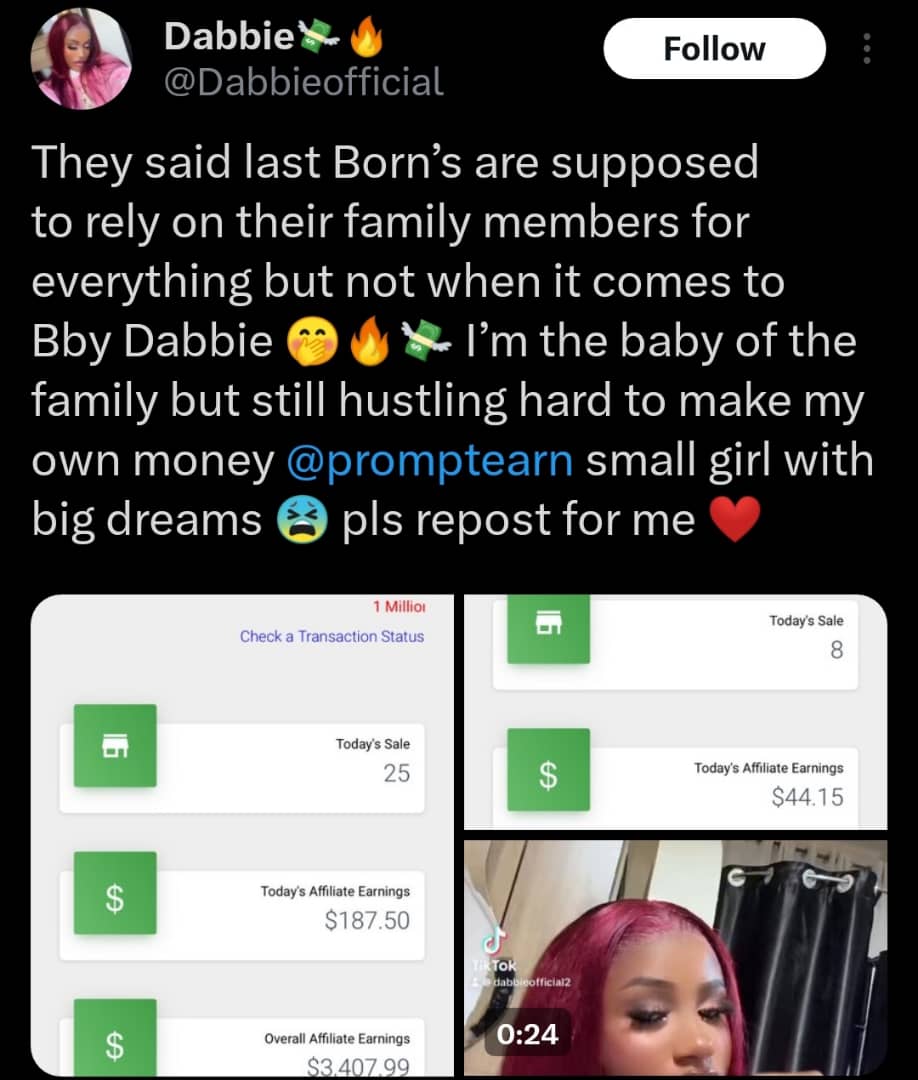 Dabbie💸🔥
@Dabbieofficial
Follow
They said last Born’s are supposed
to rely on their family members for
everything but not when it comes to
Bby Dabbie 🤭🔥💸 I’m the baby of the
family but still hustling hard to make my
own money @promptearn small girl with
big dreams 😫 pls repost for me ❤️
1 Million
Check a Transaction Status
Today's Sale
25
$
Today's Affiliate Earnings
$187.50
$
Overall Affiliate Earnings
$3,407.99
Today's Sale
8
$
Today's Affiliate Earnings
$44.15
TikTok
@dabbieofficial2
0:24